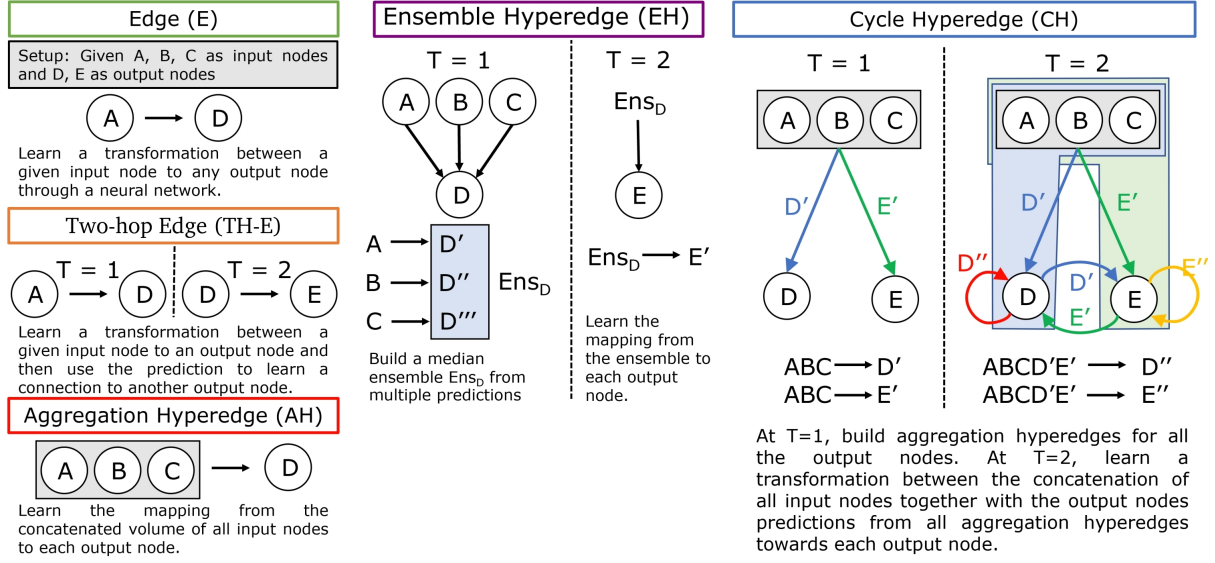 Edge (E)
Setup: Given A, B, C as input nodes
and D, E as output nodes
A D
Learn a transformation between a
given input node to any output node
through a neural network.
Two-hop Edge (TH-E)
T = 1 T = 2
A D D E
Learn a transformation between a
given input node to an output node and
then use the prediction to learn a
connection to another output node.
Aggregation Hyperedge (AH)
A B C D
Learn the mapping from the
concatenated volume of all input nodes
to each output node.
Ensemble Hyperedge (EH)
T = 1
A B C
D
A D'
B D''
C D'''
Ens_D
Build a median
ensemble Ens_D from
multiple predictions
T = 2
Ens_D
E
Ens_D E'
Learn the
mapping from
the ensemble to
each output
node.
Cycle Hyperedge (CH)
T = 1
A B C
D' E'
D E
ABC D'
ABC E'
T = 2
A B C
D' E'
D'' E''
D D' E
E'
ABCD'E' D''
ABCD'E' E''
At T=1, build aggregation hyperedges for all
the output nodes. At T=2, learn a
transformation between the concatenation of
all input nodes together with the output nodes
predictions from all aggregation hyperedges
towards each output node.